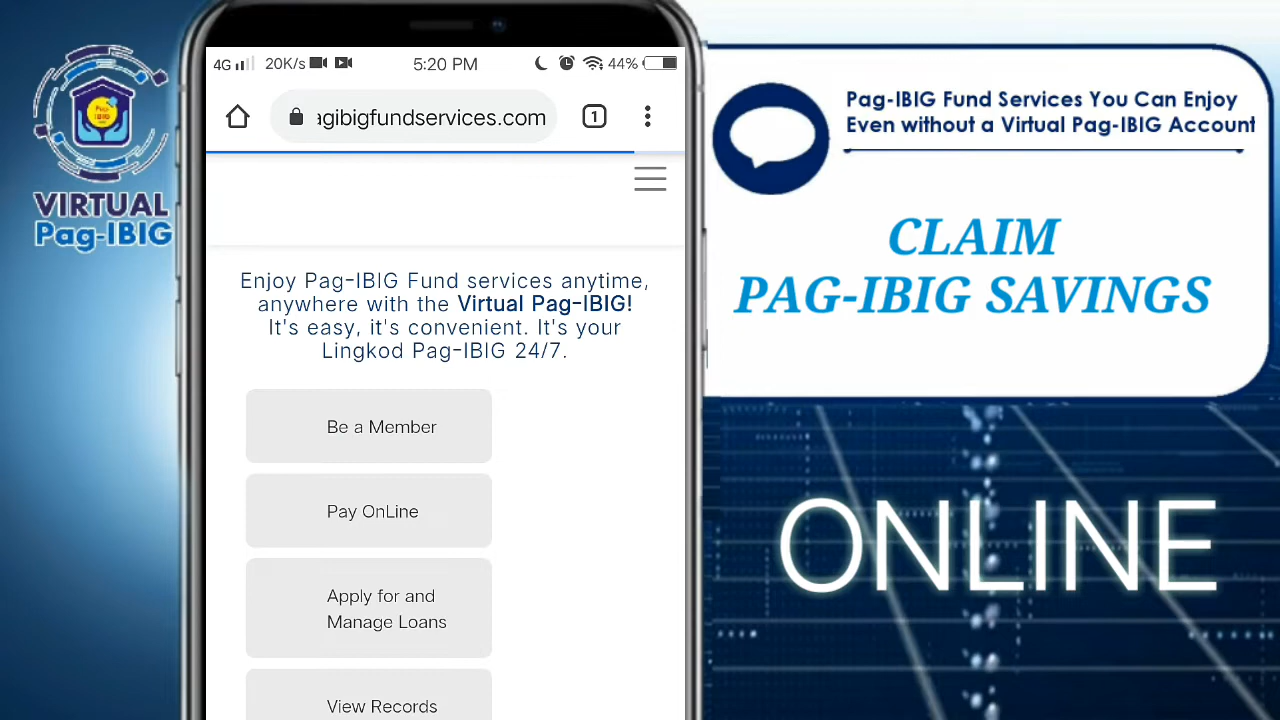 VIRTUAL
Pag-IBIG
4G 20K/s 5:20 PM 44%
agibigfundservices.com 1
Enjoy Pag-IBIG Fund services anytime,
anywhere with the Virtual Pag-IBIG!
It's easy, it's convenient. It's your
Lingkod Pag-IBIG 24/7.
Be a Member
Pay OnLine
Apply for and
Manage Loans
View Records
Pag-IBIG Fund Services You Can Enjoy
Even without a Virtual Pag-IBIG Account
CLAIM
PAG-IBIG SAVINGS
ONLINE